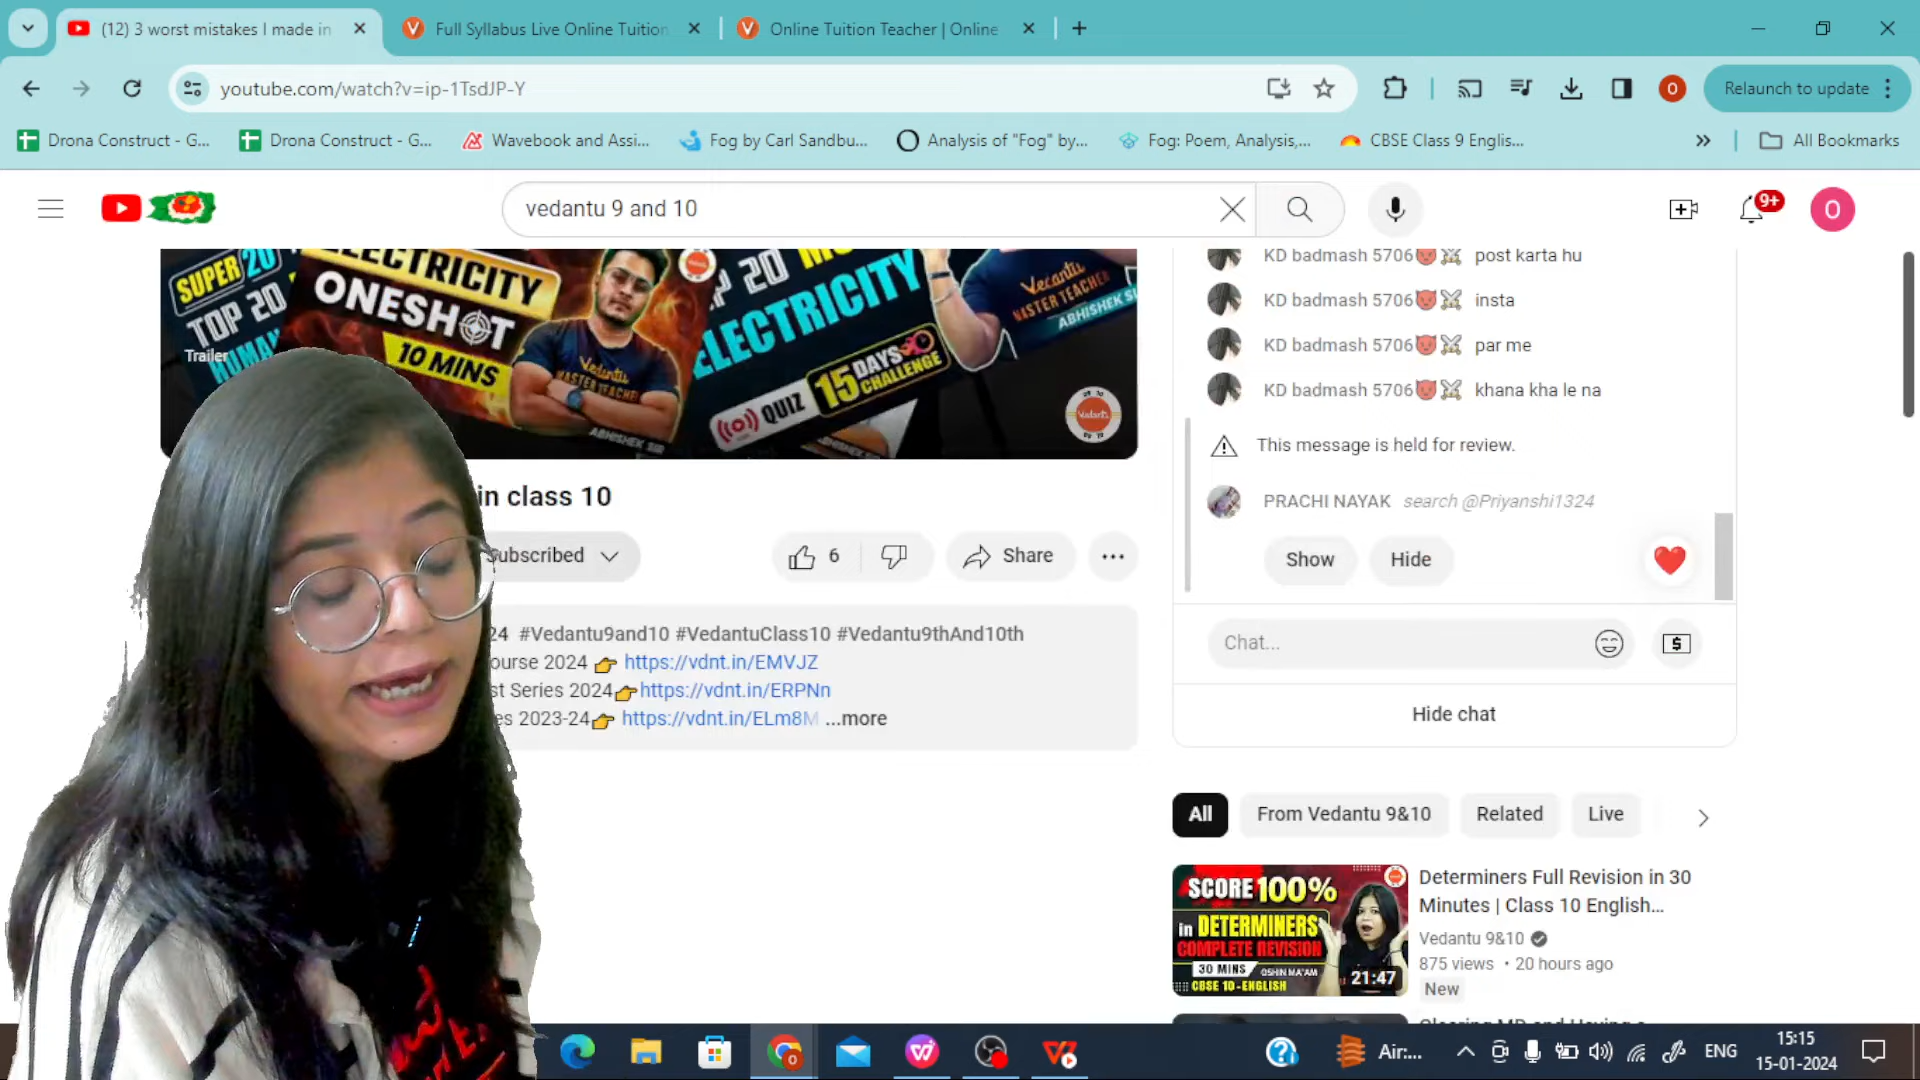 (12) 3 worst mistakes I made in
Full Syllabus Live Online Tuition
Online Tuition Teacher | Online
youtube.com/watch?v=ip-1TsdJP-Y
Relaunch to update
Drona Construct - G...
Drona Construct - G...
Wavebook and Assi...
Fog by Carl Sandbu...
Analysis of "Fog" by...
Fog: Poem, Analysis,...
CBSE Class 9 Englis...
All Bookmarks
vedantu 9 and 10
9+
O
SUPER 20
TOP 20
Trailer
ELECTRICITY
ONESHOT
10 MINS
Vedantu
MASTER TEACHER
ABHISHEK SIR
TOP 20
ELECTRICITY
QUIZ
15 DAYS
CHALLENGE
Vedantu
MASTER TEACHER
Vedantu
KD badmash 5706👿⚔️ post karta hu
KD badmash 5706👿⚔️ insta
KD badmash 5706👿⚔️ par me
KD badmash 5706👿⚔️ khana kha le na
This message is held for review.
PRACHI NAYAK search @Priyanshi1324
Show
Hide
Chat...
Hide chat
in class 10
Subscribed
6
Share
24 #Vedantu9and10 #VedantuClass10 #Vedantu9thAnd10th
ourse 2024 👉 https://vdnt.in/EMVJZ
st Series 2024👉https://vdnt.in/ERPNn
es 2023-24👉 https://vdnt.in/ELm8M ...more
All
From Vedantu 9&10
Related
Live
SCORE 100%
in DETERMINERS
COMPLETE REVISION
30 MINS
OSHIN MA'AM
CBSE 10-ENGLISH
21:47
Determiners Full Revision in 30
Minutes | Class 10 English...
Vedantu 9&10
875 views • 20 hours ago
New
Air:...
ENG
15:15
15-01-2024